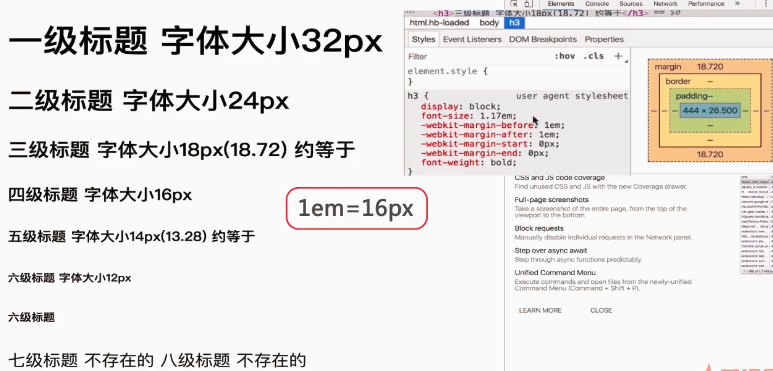 一级标题 字体大小32px
二级标题 字体大小24px
三级标题 字体大小18px(18.72) 约等于
四级标题 字体大小16px
五级标题 字体大小14px(13.28) 约等于
六级标题 字体大小12px
六级标题
七级标题 不存在的 八级标题 不存在的
1em=16px
Elements Console Sources Network Performance »
<h3>三级标题 字体大小18px(18.72) 约等于</h3>
html.hb-loaded body h3
Styles Event Listeners DOM Breakpoints Properties
Filter :hov .cls +
element.style {
}
h3 { user agent stylesheet
display: block;
font-size: 1.17em;
-webkit-margin-before: 1em;
-webkit-margin-after: 1em;
-webkit-margin-start: 0px;
-webkit-margin-end: 0px;
font-weight: bold;
}
margin 18.720
border –
padding–
– – 444 × 26.500 – –
–
–
18.720
CSS and JS code coverage
Find unused CSS and JS with the new Coverage drawer.
Full-page screenshots
Take a screenshot of the entire page, from the top of the
viewport to the bottom.
Block requests
Manually disable individual requests in the Network panel.
Step over async await
Step through async functions predictably.
Unified Command Menu
Execute commands and open files from the newly-unified
Command Menu (Command + Shift + P).
LEARN MORE CLOSE